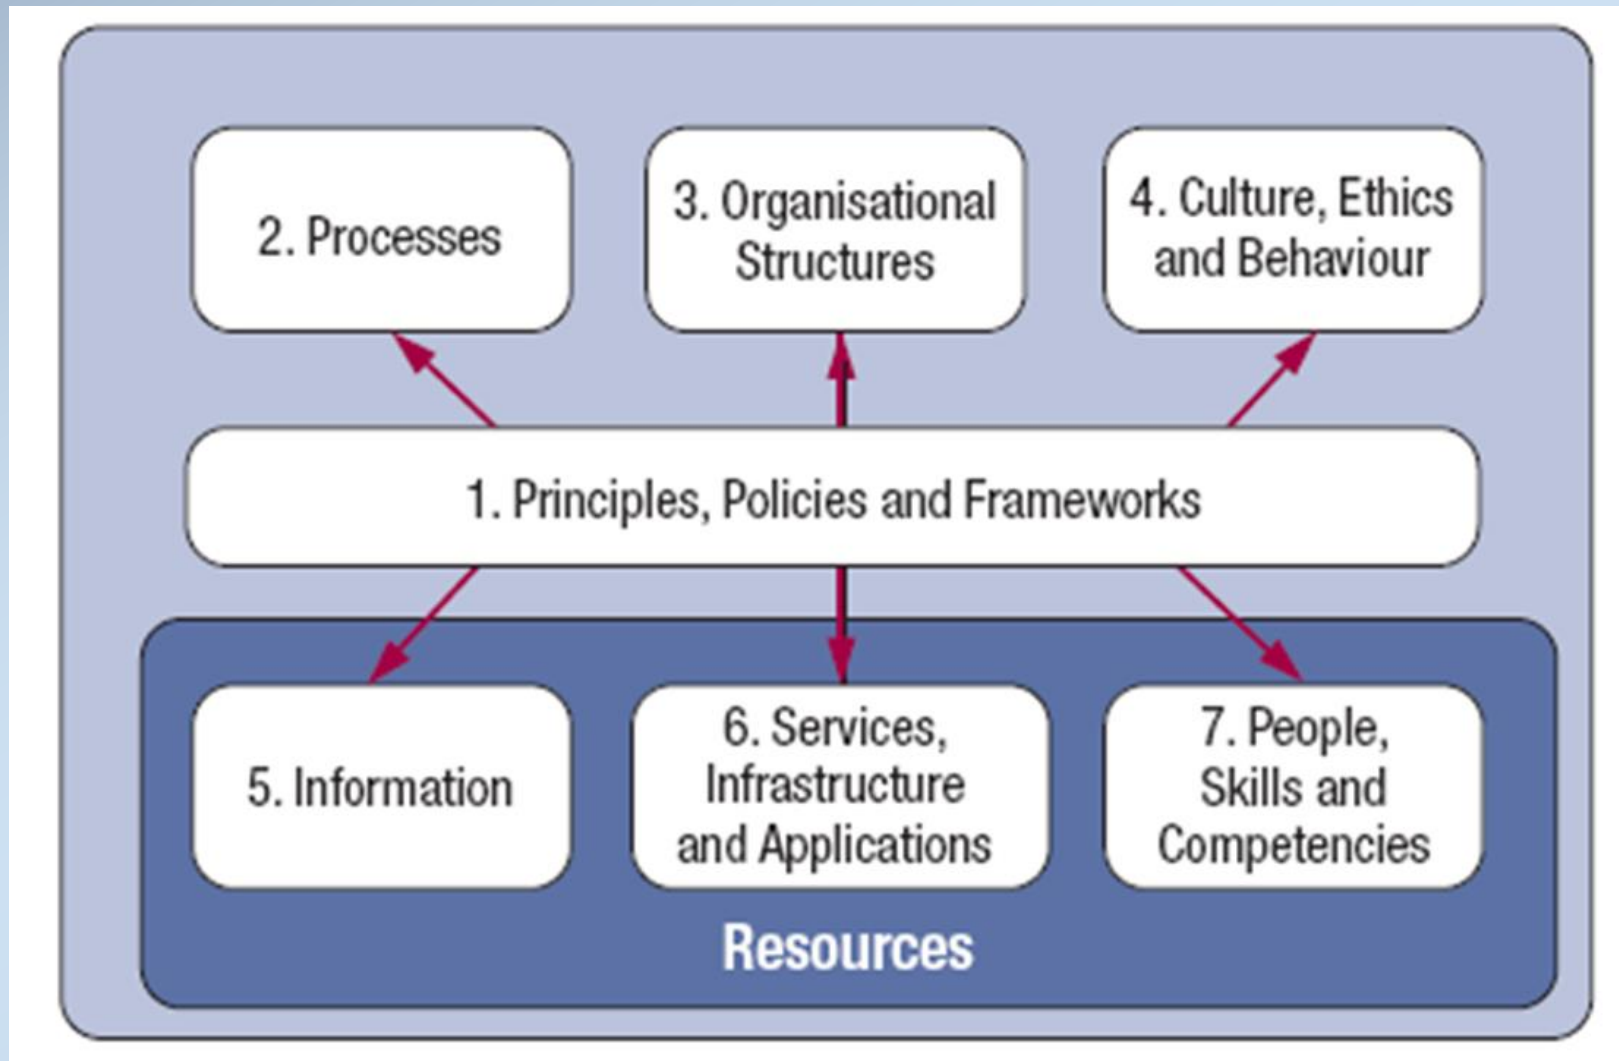 2. Processes
3. Organisational
Structures
4. Culture, Ethics
and Behaviour
1. Principles, Policies and Frameworks
5. Information
6. Services,
Infrastructure
and Applications
7. People,
Skills and
Competencies
Resources